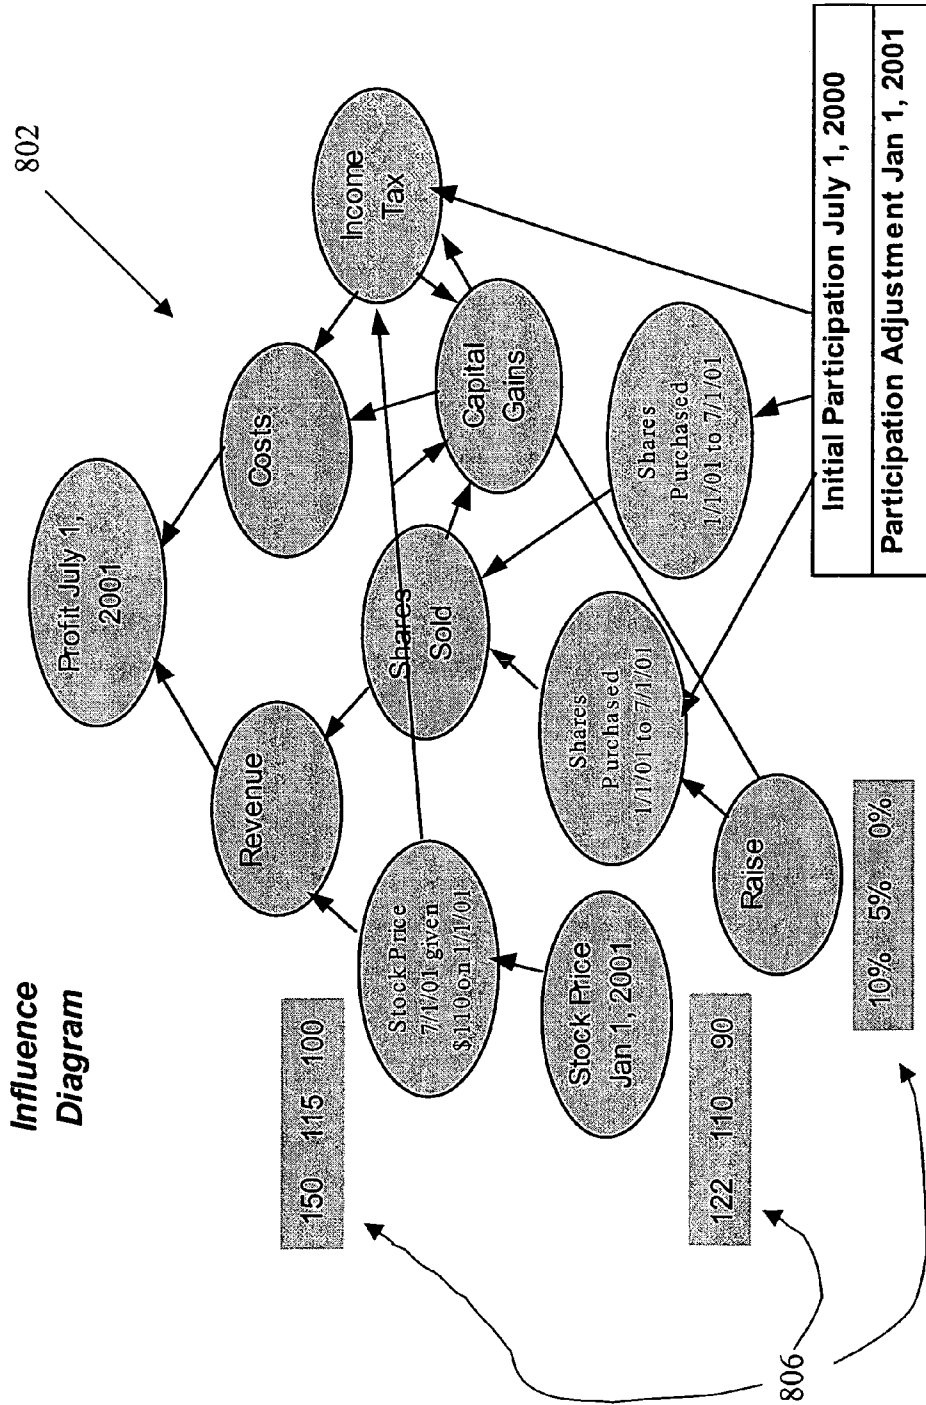 Influence
Diagram
802
Profit July 1,
2001
Revenue
Costs
150 115 100
Stock Price
7/1/01 given
$110 on 1/1/01
Shares
Sold
Income
Tax
Capital
Gains
Stock Price
Jan 1, 2001
Shares
Purchased
1/1/01 to 7/1/01
Shares
Purchased
1/1/01 to 7/1/01
122 110 90
Raise
10% 5% 0%
806
Initial Participation July 1, 2000
Participation Adjustment Jan 1, 2001